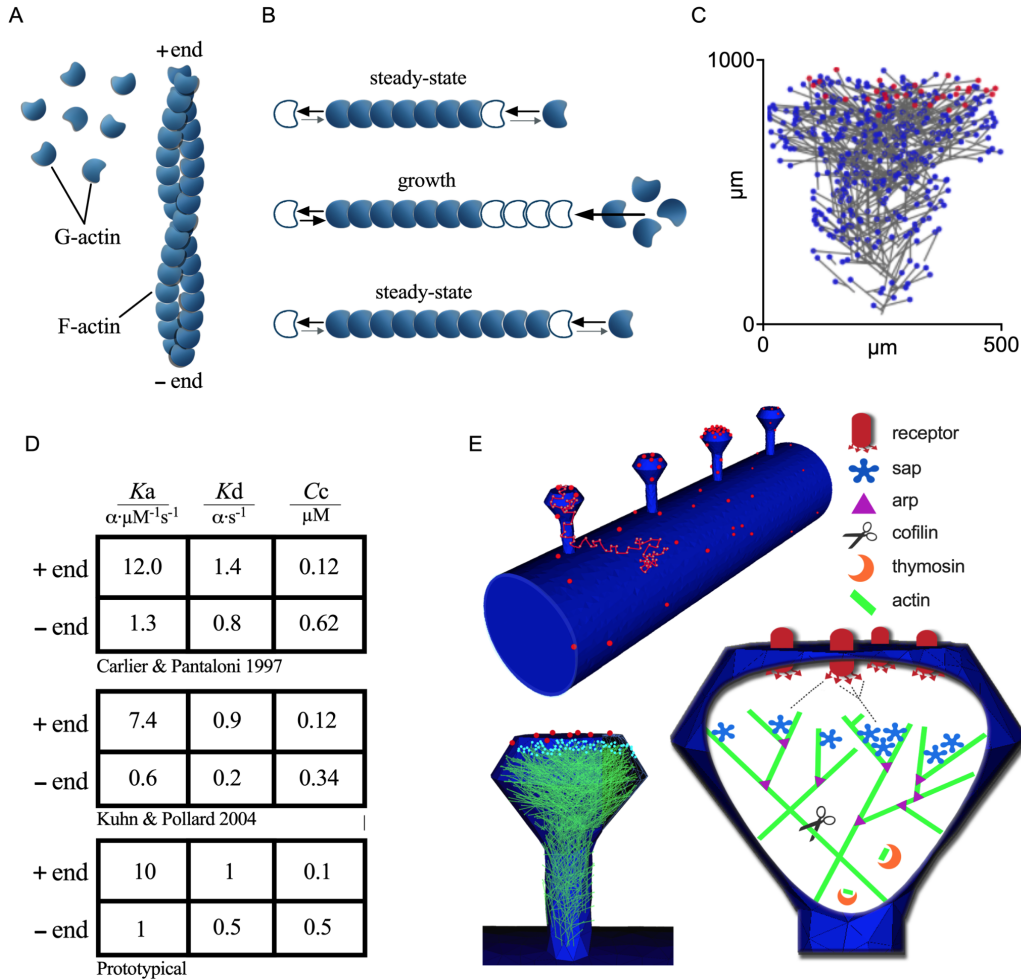 A
+ end
G-actin
F-actin
− end
B
steady-state
growth
steady-state
C
1000
μm
0
0
μm
500
D
Ka Kd Cc
α·μM⁻¹s⁻¹ α·s⁻¹ μM
+ end 12.0 1.4 0.12
− end 1.3 0.8 0.62
Carlier & Pantaloni 1997
+ end 7.4 0.9 0.12
− end 0.6 0.2 0.34
Kuhn & Pollard 2004
+ end 10 1 0.1
− end 1 0.5 0.5
Prototypical
E
receptor
sap
arp
cofilin
thymosin
actin